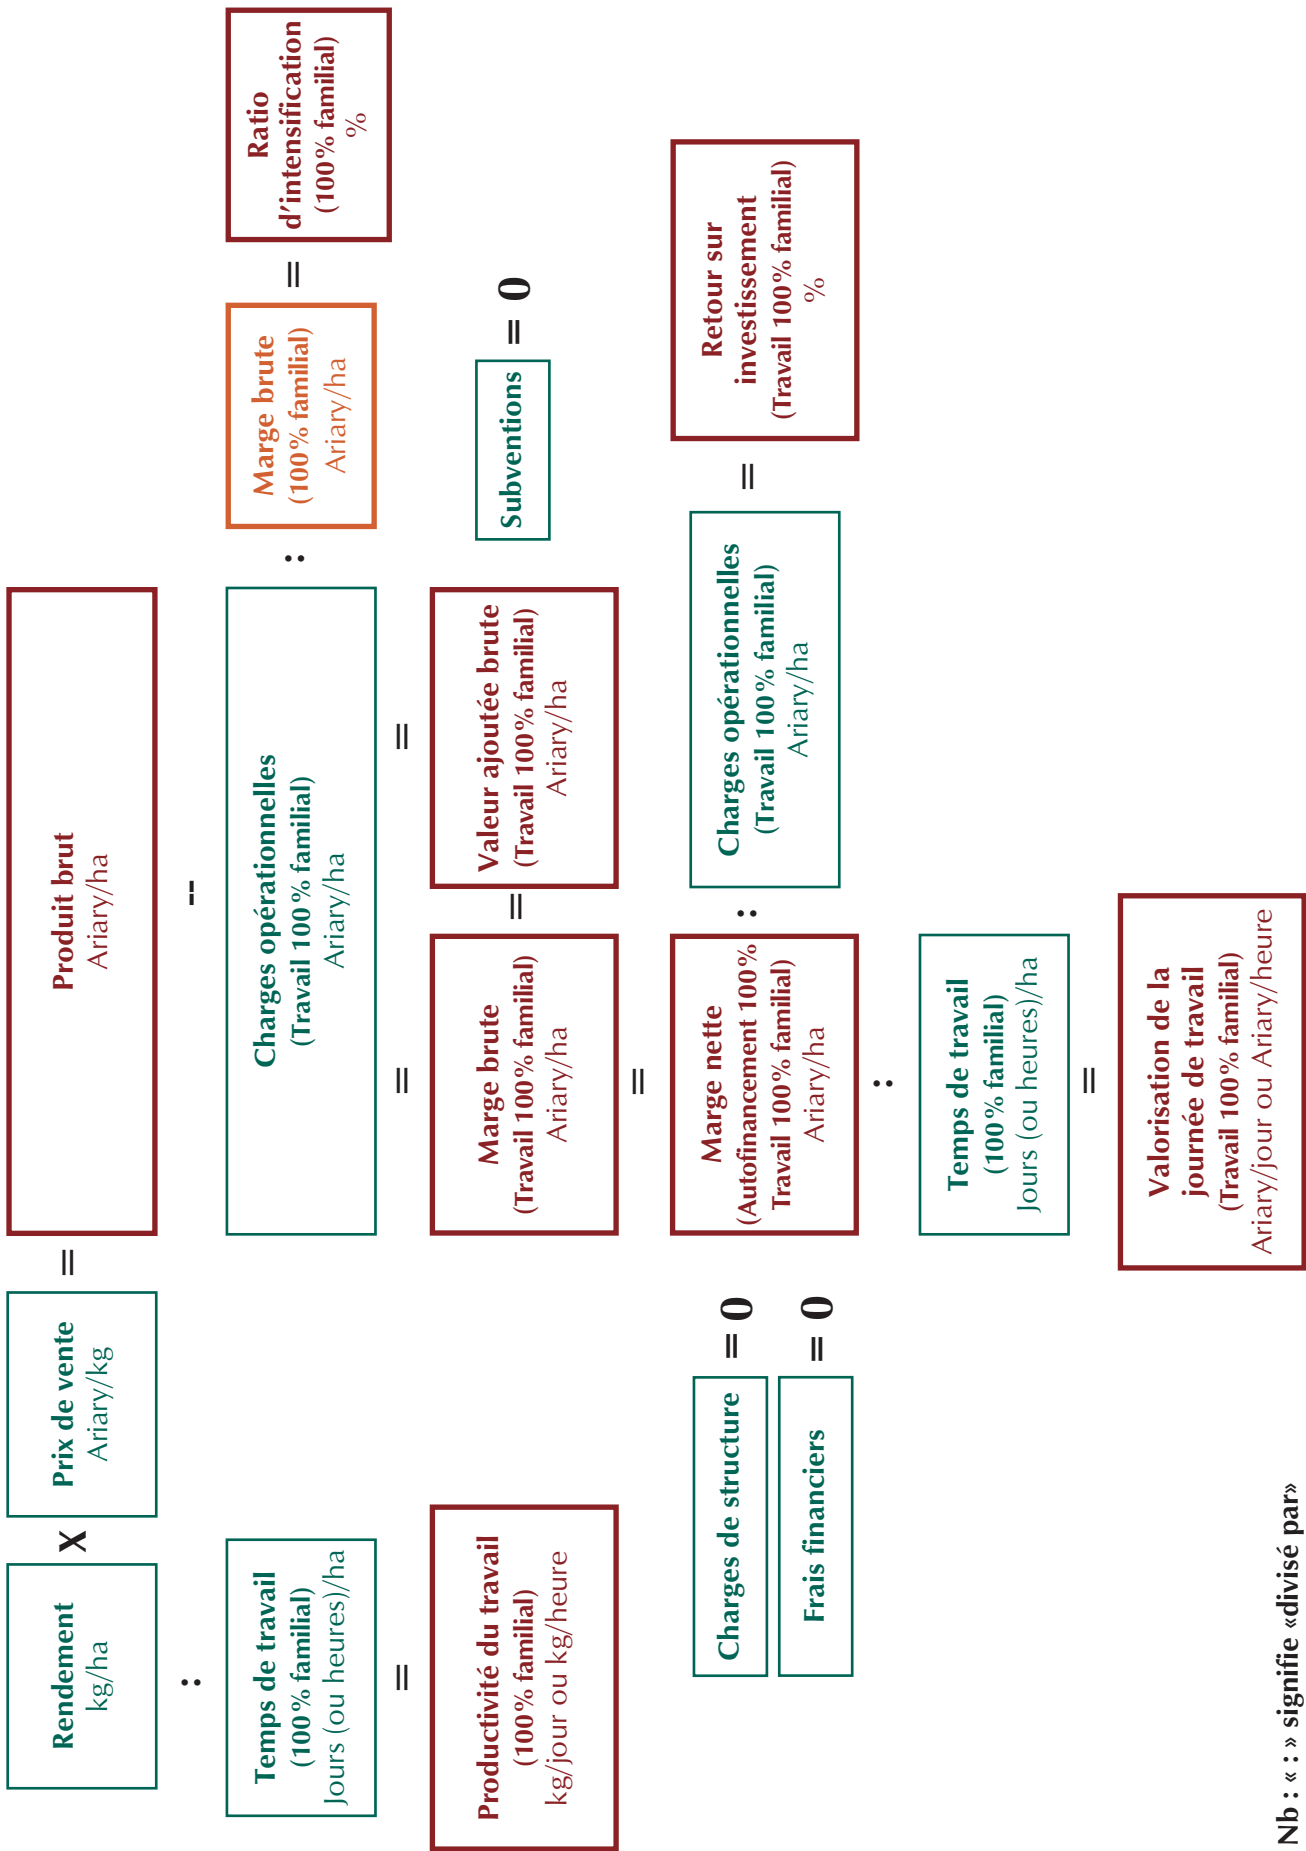 Rendement
kg/ha
X
Prix de vente
Ariary/kg
=
Produit brut
Ariary/ha
:
--
Temps de travail
(100% familial)
Jours (ou heures)/ha
Charges opérationnelles
(Travail 100% familial)
Ariary/ha
:
Marge brute
(100% familial)
Ariary/ha
=
Ratio
d'intensification
(100% familial)
%
=
=
=
Productivité du travail
(100% familial)
kg/jour ou kg/heure
Marge brute
(Travail 100% familial)
Ariary/ha
=
Valeur ajoutée brute
(Travail 100% familial)
Ariary/ha
Subventions
= 0
=
Charges de structure
= 0
Frais financiers
= 0
Marge nette
(Autofinancement 100%
Travail 100% familial)
Ariary/ha
:
Charges opérationnelles
(Travail 100% familial)
Ariary/ha
=
Retour sur
investissement
(Travail 100% familial)
%
:
Temps de travail
(100% familial)
Jours (ou heures)/ha
=
Valorisation de la
journée de travail
(Travail 100% familial)
Ariary/jour ou Ariary/heure
Nb : « : » signifie «divisé par»